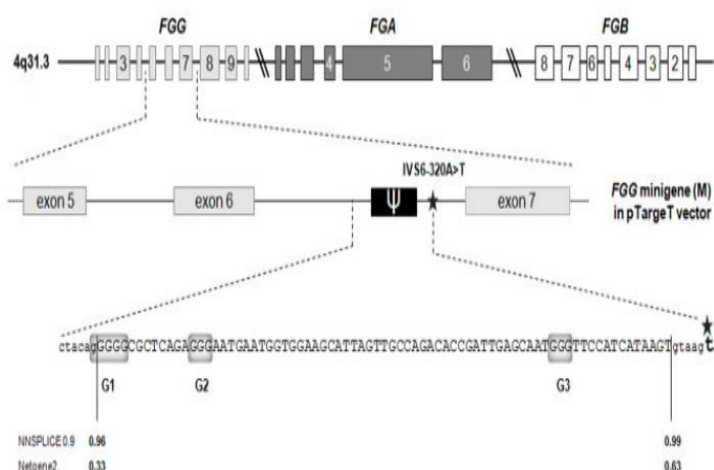 FGG FGA FGB
4q31.3 3 7 8 9 4 5 6 8 7 6 4 3 2
IVS6-320A>T
exon 5 exon 6 Ψ exon 7 FGG minigene (M)
in pTargeT vector
ctacagGGGGCGCTCAGAGGGAATGAATGGTGGAAGCATTAGTTGCCAGACACCGATTGAGCAATGGGTTCCATCATAAGTgtaagt
G1 G2 G3
NNSPLICE 0.9 0.96 0.99
Netgene2 0.33 0.63